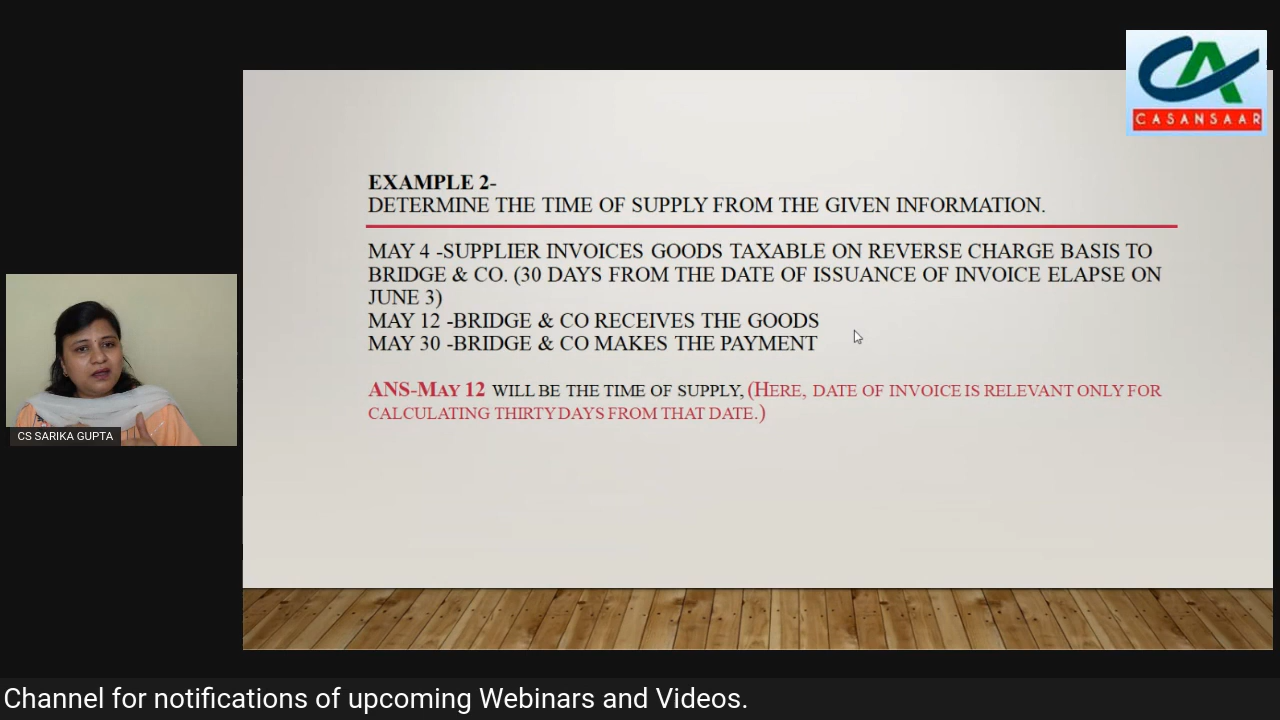 CASANSAAR
EXAMPLE 2-
DETERMINE THE TIME OF SUPPLY FROM THE GIVEN INFORMATION.
MAY 4 -SUPPLIER INVOICES GOODS TAXABLE ON REVERSE CHARGE BASIS TO
BRIDGE & CO. (30 DAYS FROM THE DATE OF ISSUANCE OF INVOICE ELAPSE ON
JUNE 3)
MAY 12 -BRIDGE & CO RECEIVES THE GOODS
MAY 30 -BRIDGE & CO MAKES THE PAYMENT
ANS-MAY 12 WILL BE THE TIME OF SUPPLY, (HERE, DATE OF INVOICE IS RELEVANT ONLY FOR
CALCULATING THIRTY DAYS FROM THAT DATE.)
CS SARIKA GUPTA
Channel for notifications of upcoming Webinars and Videos.